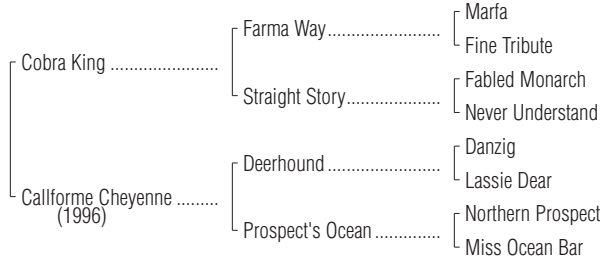 Marfa
Farma Way
Fine Tribute
Cobra King
Fabled Monarch
Straight Story
Never Understand
Danzig
Deerhound
Lassie Dear
Callforme Cheyenne
(1996)
Northern Prospect
Prospect's Ocean
Miss Ocean Bar